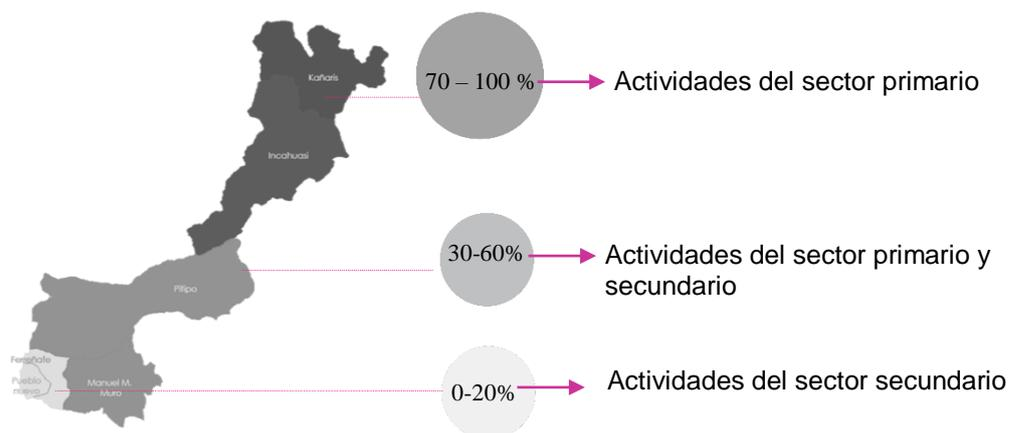 Kañaris
70 – 100 %
Actividades del sector primario
Incahuasi
30-60%
Actividades del sector primario y
secundario
Pitipo
Ferreñafe
Pueblo
nuevo
Manuel M.
Muro
0-20%
Actividades del sector secundario